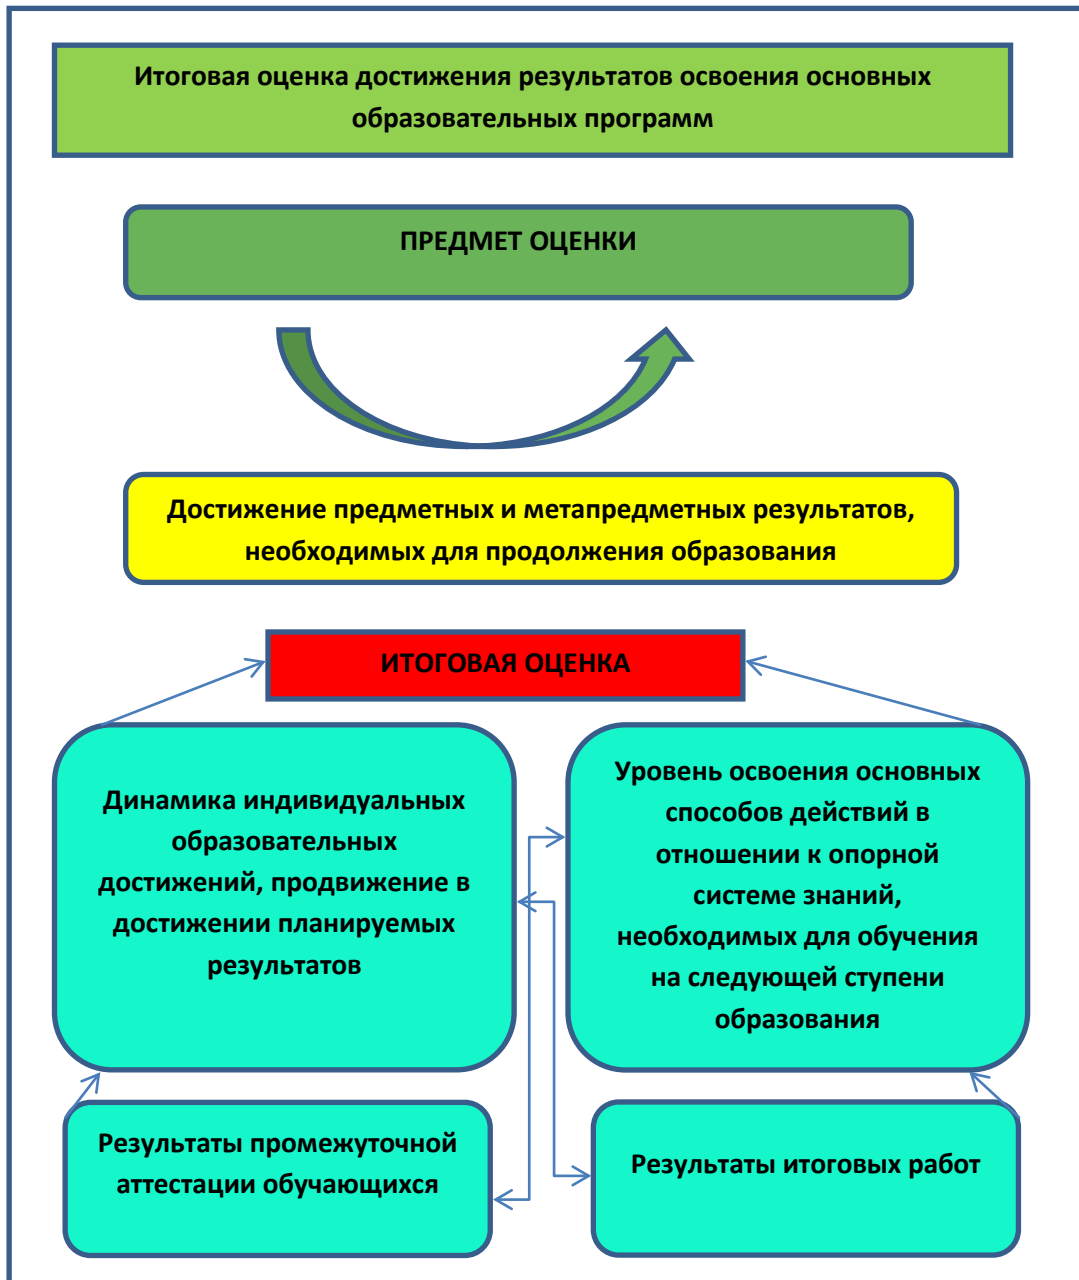 Итоговая оценка достижения результатов освоения основных
образовательных программ
ПРЕДМЕТ ОЦЕНКИ
Достижение предметных и метапредметных результатов,
необходимых для продолжения образования
ИТОГОВАЯ ОЦЕНКА
Динамика индивидуальных
образовательных
достижений, продвижение в
достижении планируемых
результатов
Уровень освоения основных
способов действий в
отношении к опорной
системе знаний,
необходимых для обучения
на следующей ступени
образования
Результаты промежуточной
аттестации обучающихся
Результаты итоговых работ